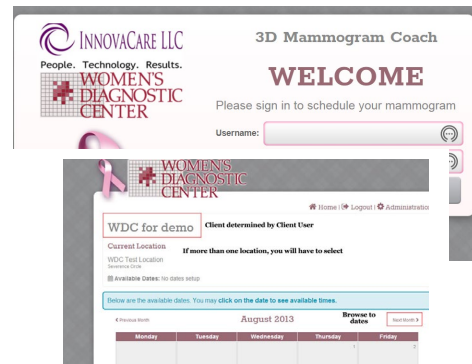 INNOVACARE LLC
People. Technology. Results.
WOMEN'S
DIAGNOSTIC
CENTER
3D Mammogram Coach
WELCOME
Please sign in to schedule your mammogram
Username:
WOMEN'S
DIAGNOSTIC
CENTER
Home | Logout | Administration
WDC for demo Client determined by Client User
Current Location
If more than one location, you will have to select
WDC Test Location
Severence Circle
Available Dates: No dates setup
Below are the available dates. You may click on the date to see available times.
Previous Month August 2013 Browse to dates Next Month
Monday Tuesday Wednesday Thursday Friday
1 2